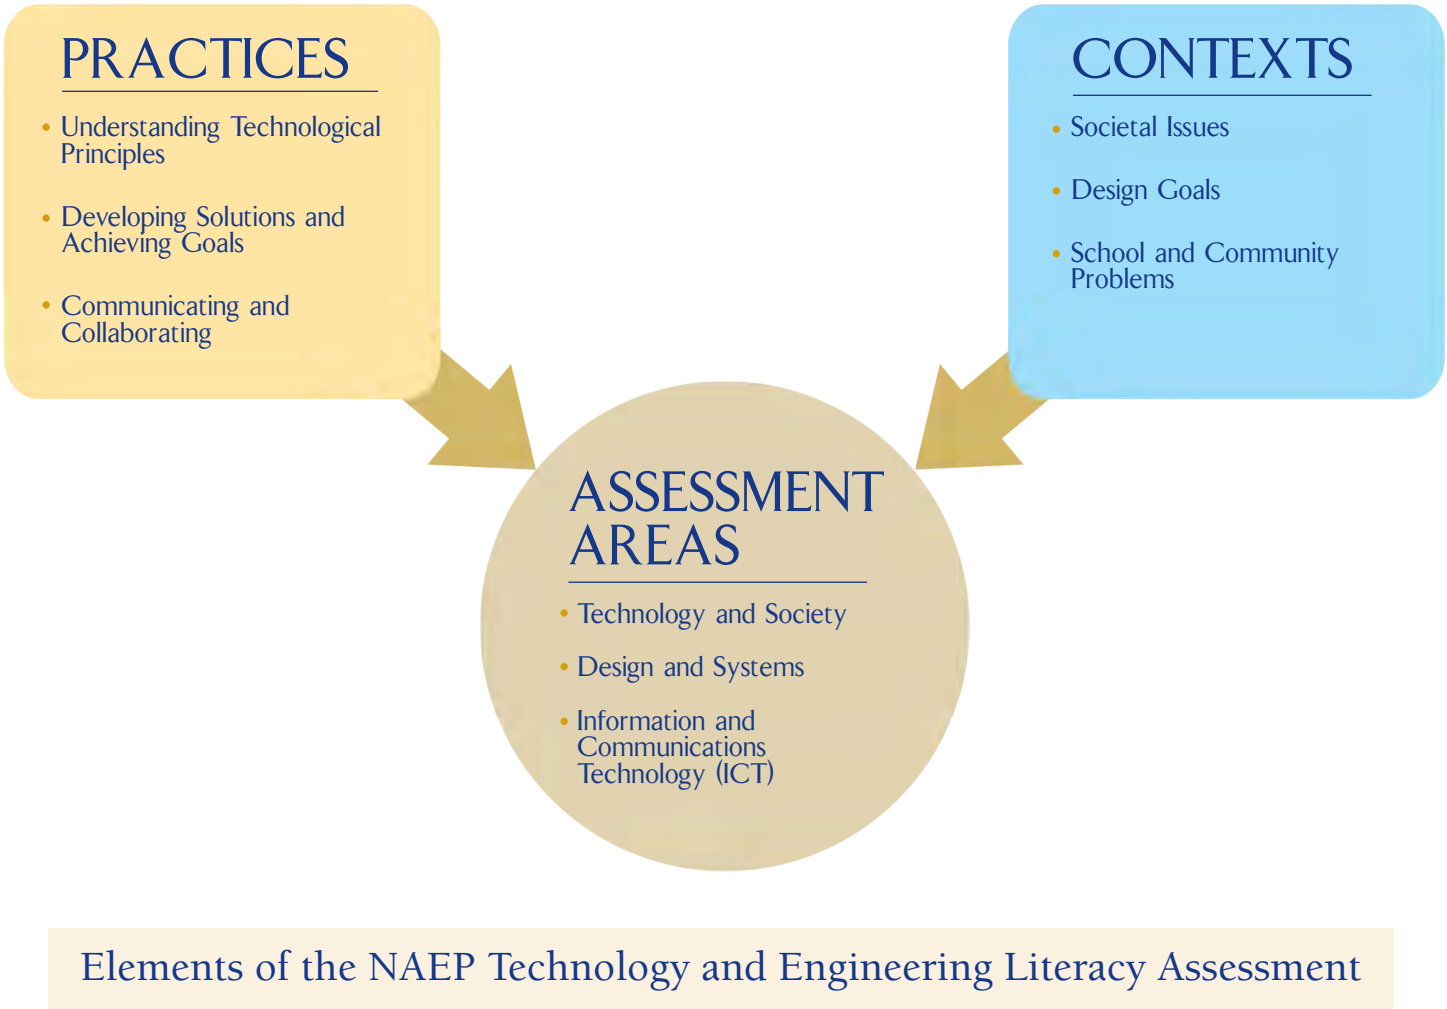 PRACTICES
• Understanding Technological
Principles
• Developing Solutions and
Achieving Goals
• Communicating and
Collaborating
CONTEXTS
• Societal Issues
• Design Goals
• School and Community
Problems
ASSESSMENT
AREAS
• Technology and Society
• Design and Systems
• Information and
Communications
Technology (ICT)
Elements of the NAEP Technology and Engineering Literacy Assessment